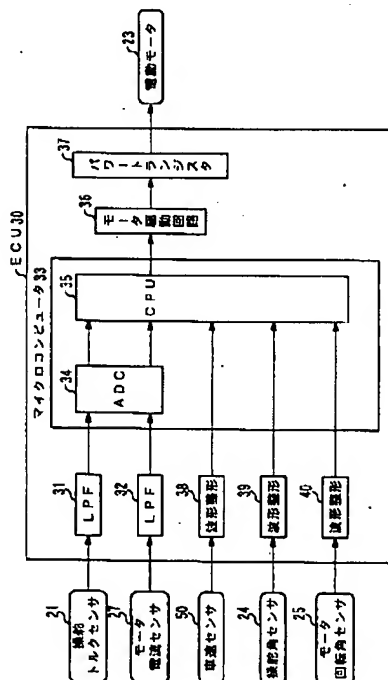 ECU30
マイクロコンピュータ33
21
操舵
トルクセンサ
31
LPF
34
ADC
35
CPU
36
モータ駆動回路
37
パワートランジスタ
23
電動モータ
27
モータ
電流センサ
32
LPF
50
車速センサ
38
波形整形
24
操舵角センサ
39
波形整形
25
モータ
回転角センサ
40
波形整形